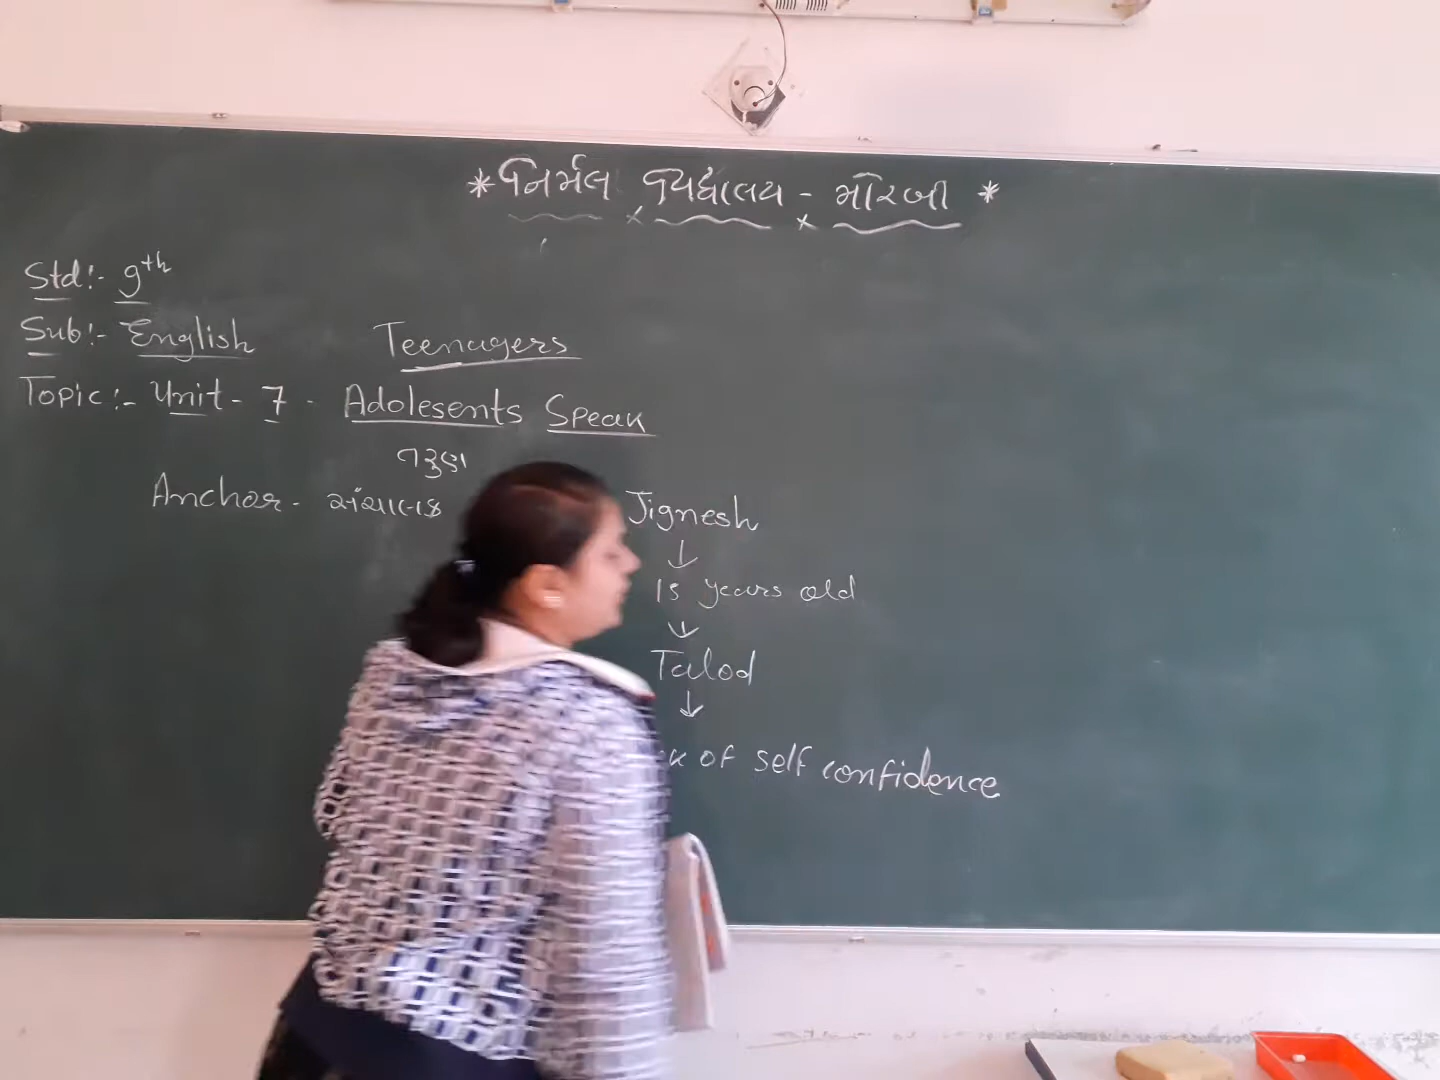 * નિર્મલ વિદ્યાલય - મોરબી *
Std:- 9th
Sub:- English
Teenagers
Topic:- Unit - 7 - Adolesents Speak
તરૂણ
Anchor - સંચાલક
Jignesh
↓
15 years old
↓
Talod
↓
of self confidence